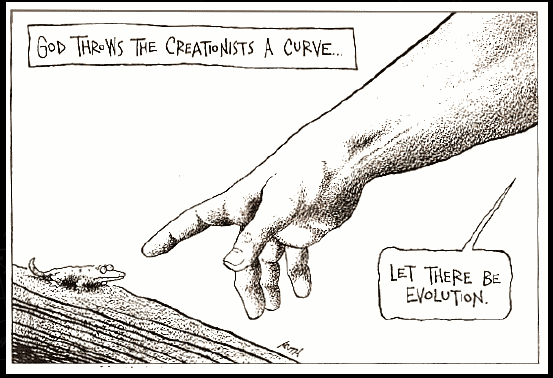 GOD THROWS THE CREATIONISTS A CURVE...
LET THERE BE
EVOLUTION.